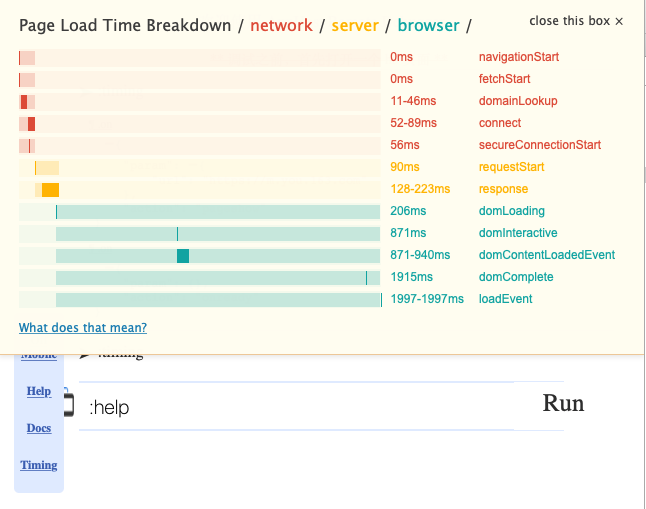 Page Load Time Breakdown / network / server / browser /
close this box ×
0ms navigationStart
0ms fetchStart
11-46ms domainLookup
52-89ms connect
56ms secureConnectionStart
90ms requestStart
128-223ms response
206ms domLoading
871ms domInteractive
871-940ms domContentLoadedEvent
1915ms domComplete
1997-1997ms loadEvent
What does that mean?
Mobile
timing
Help
:help
Run
Docs
Timing